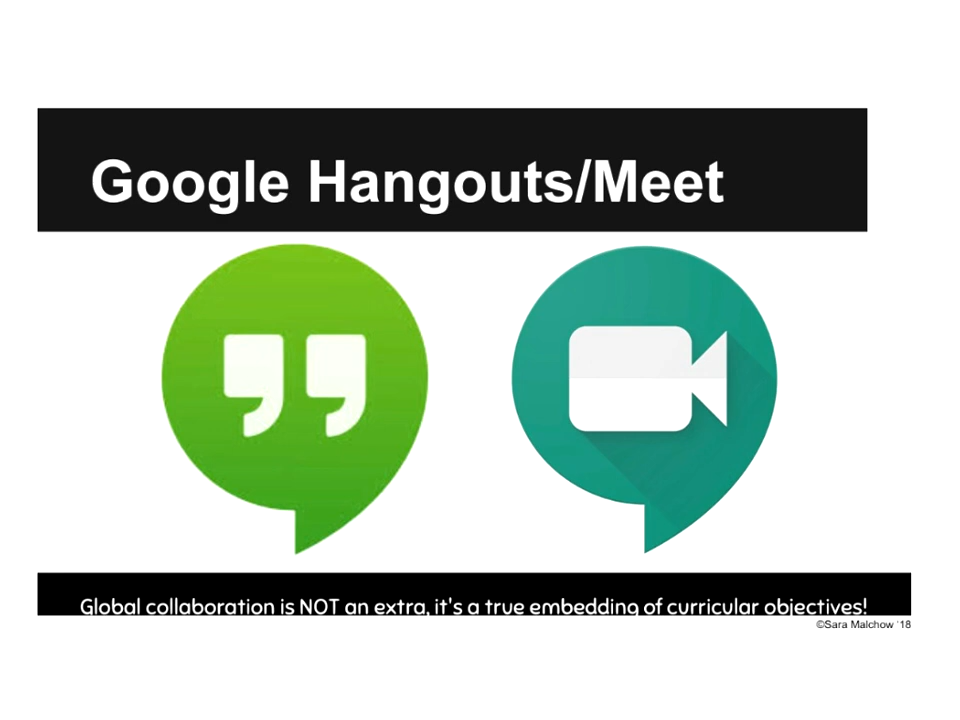 Google Hangouts/Meet
Global collaboration is NOT an extra, it's a true embedding of curricular objectives!
©Sara Malchow '18